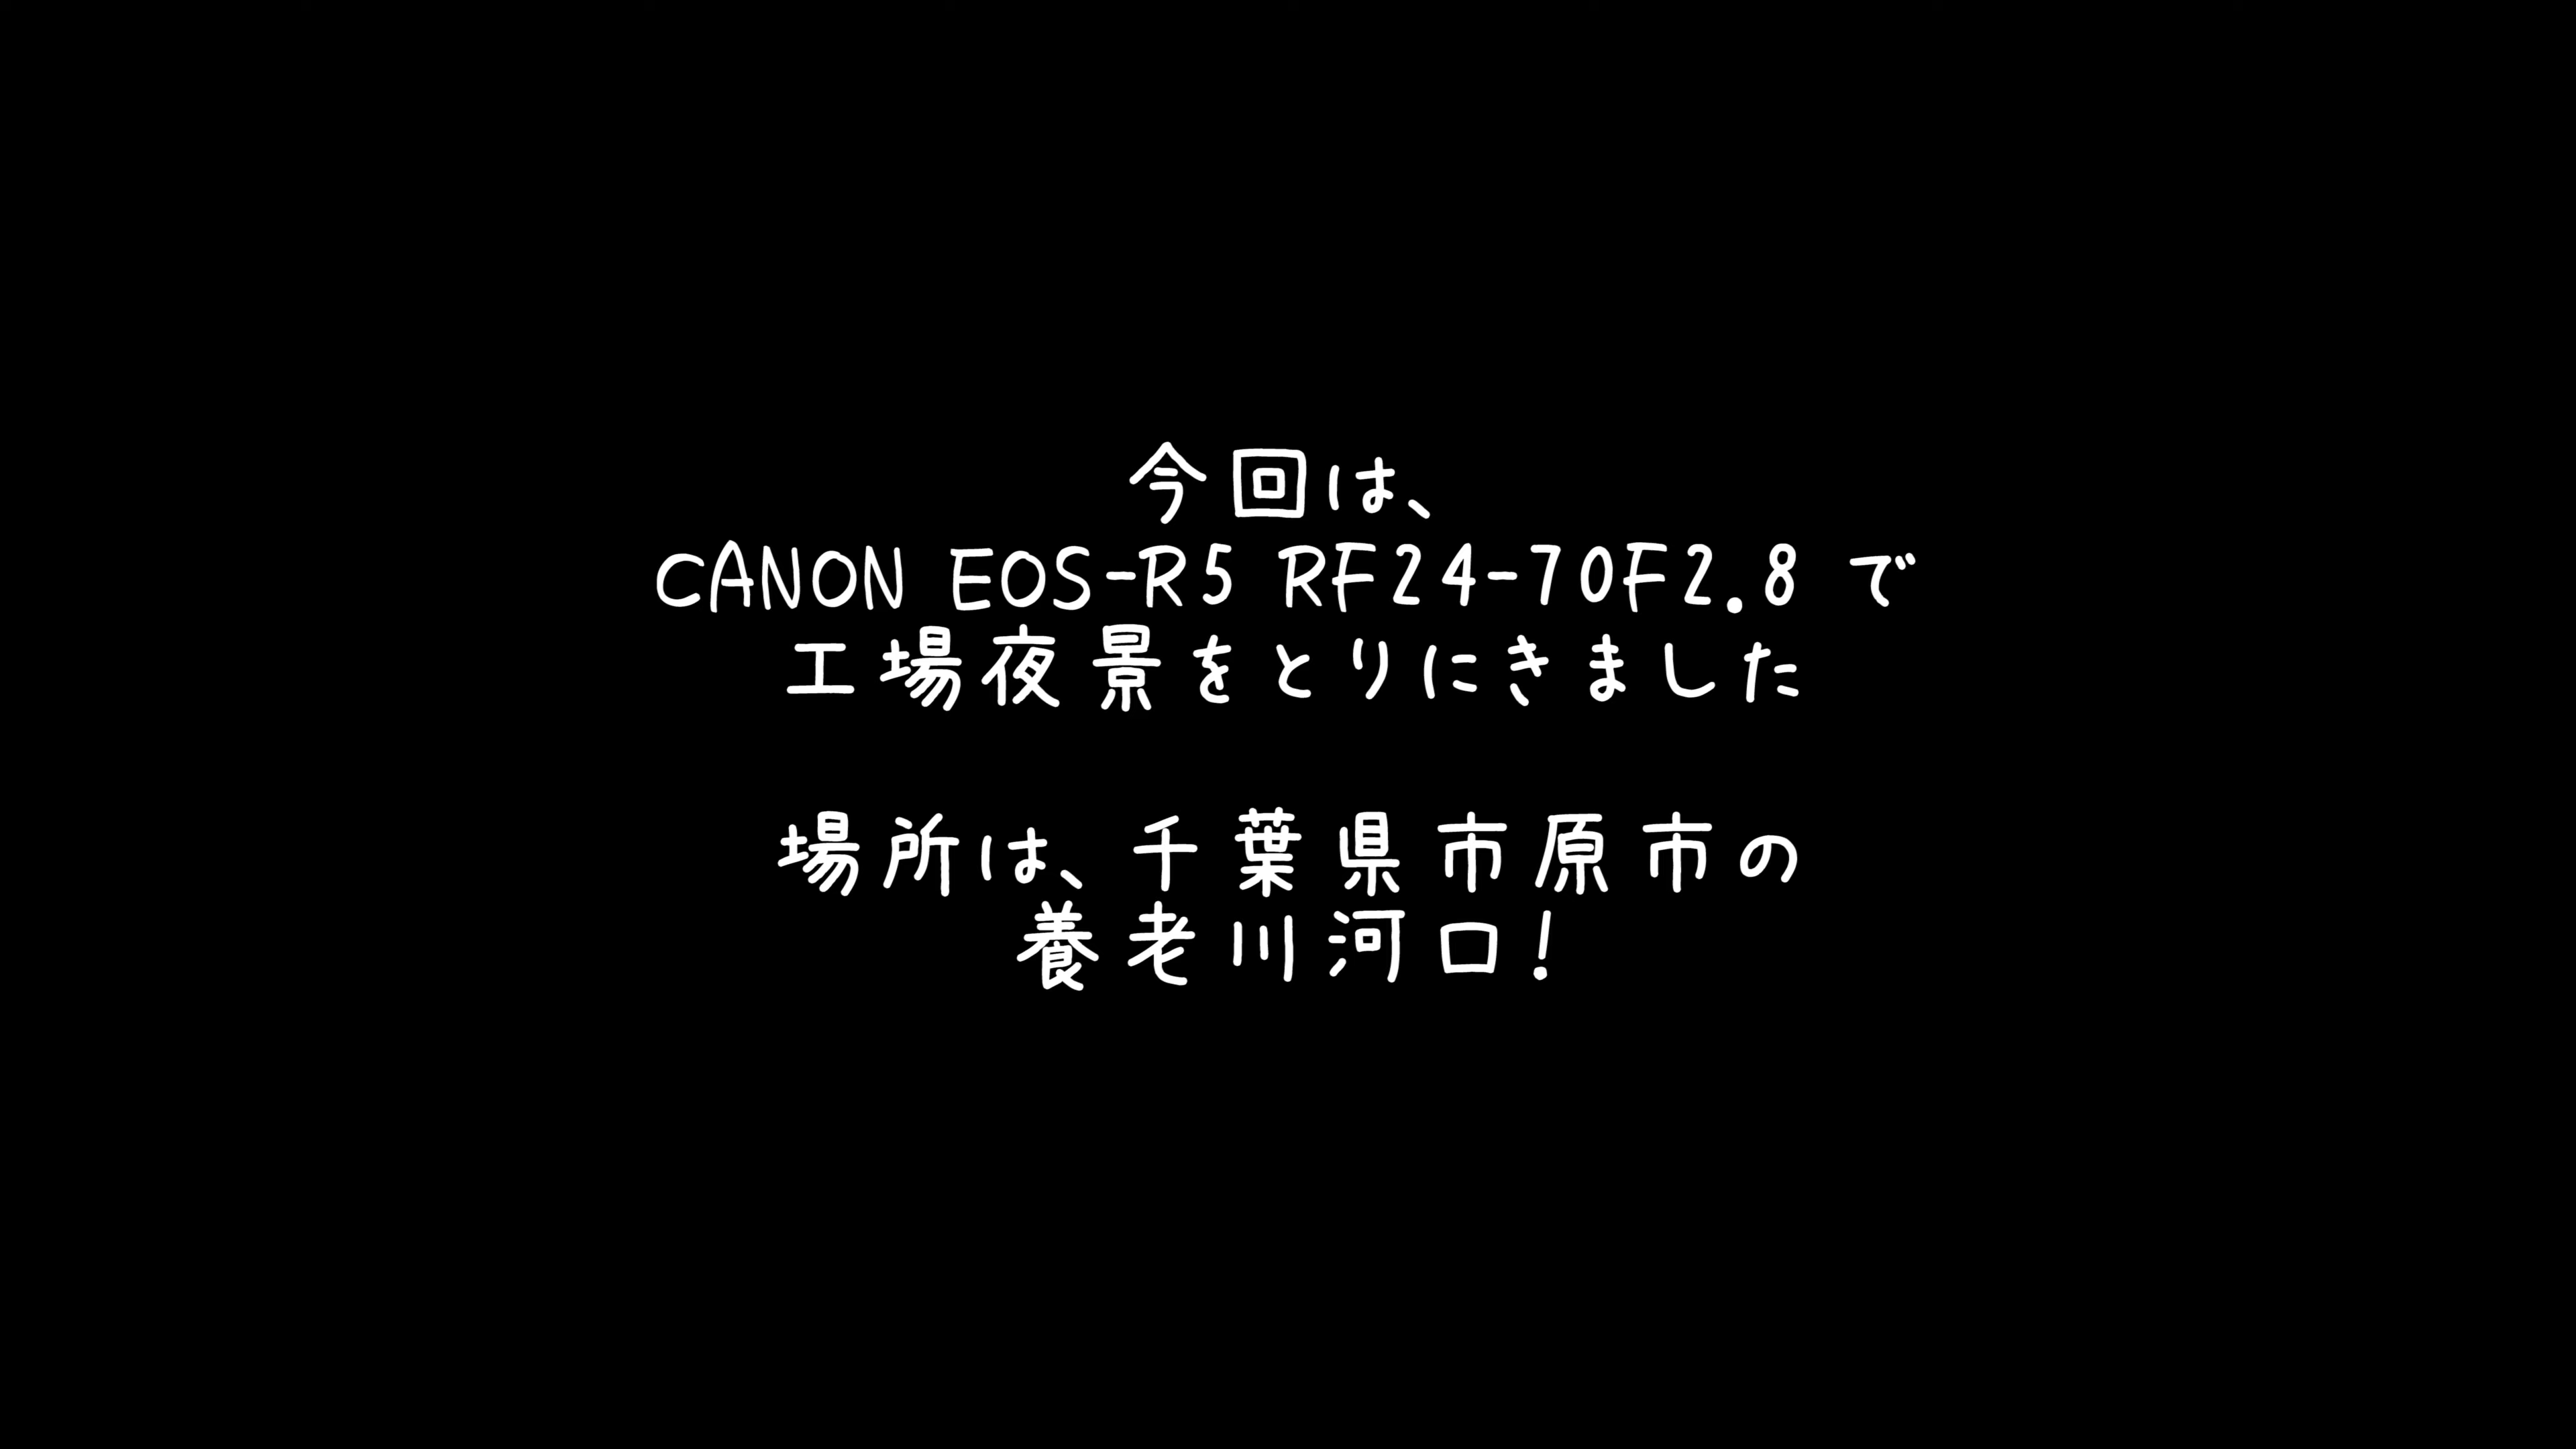 今回は、
CANON EOS-R5 RF24-70F2.8 で
工場夜景をとりにきました
場所は、千葉県市原市の
養老川河口!